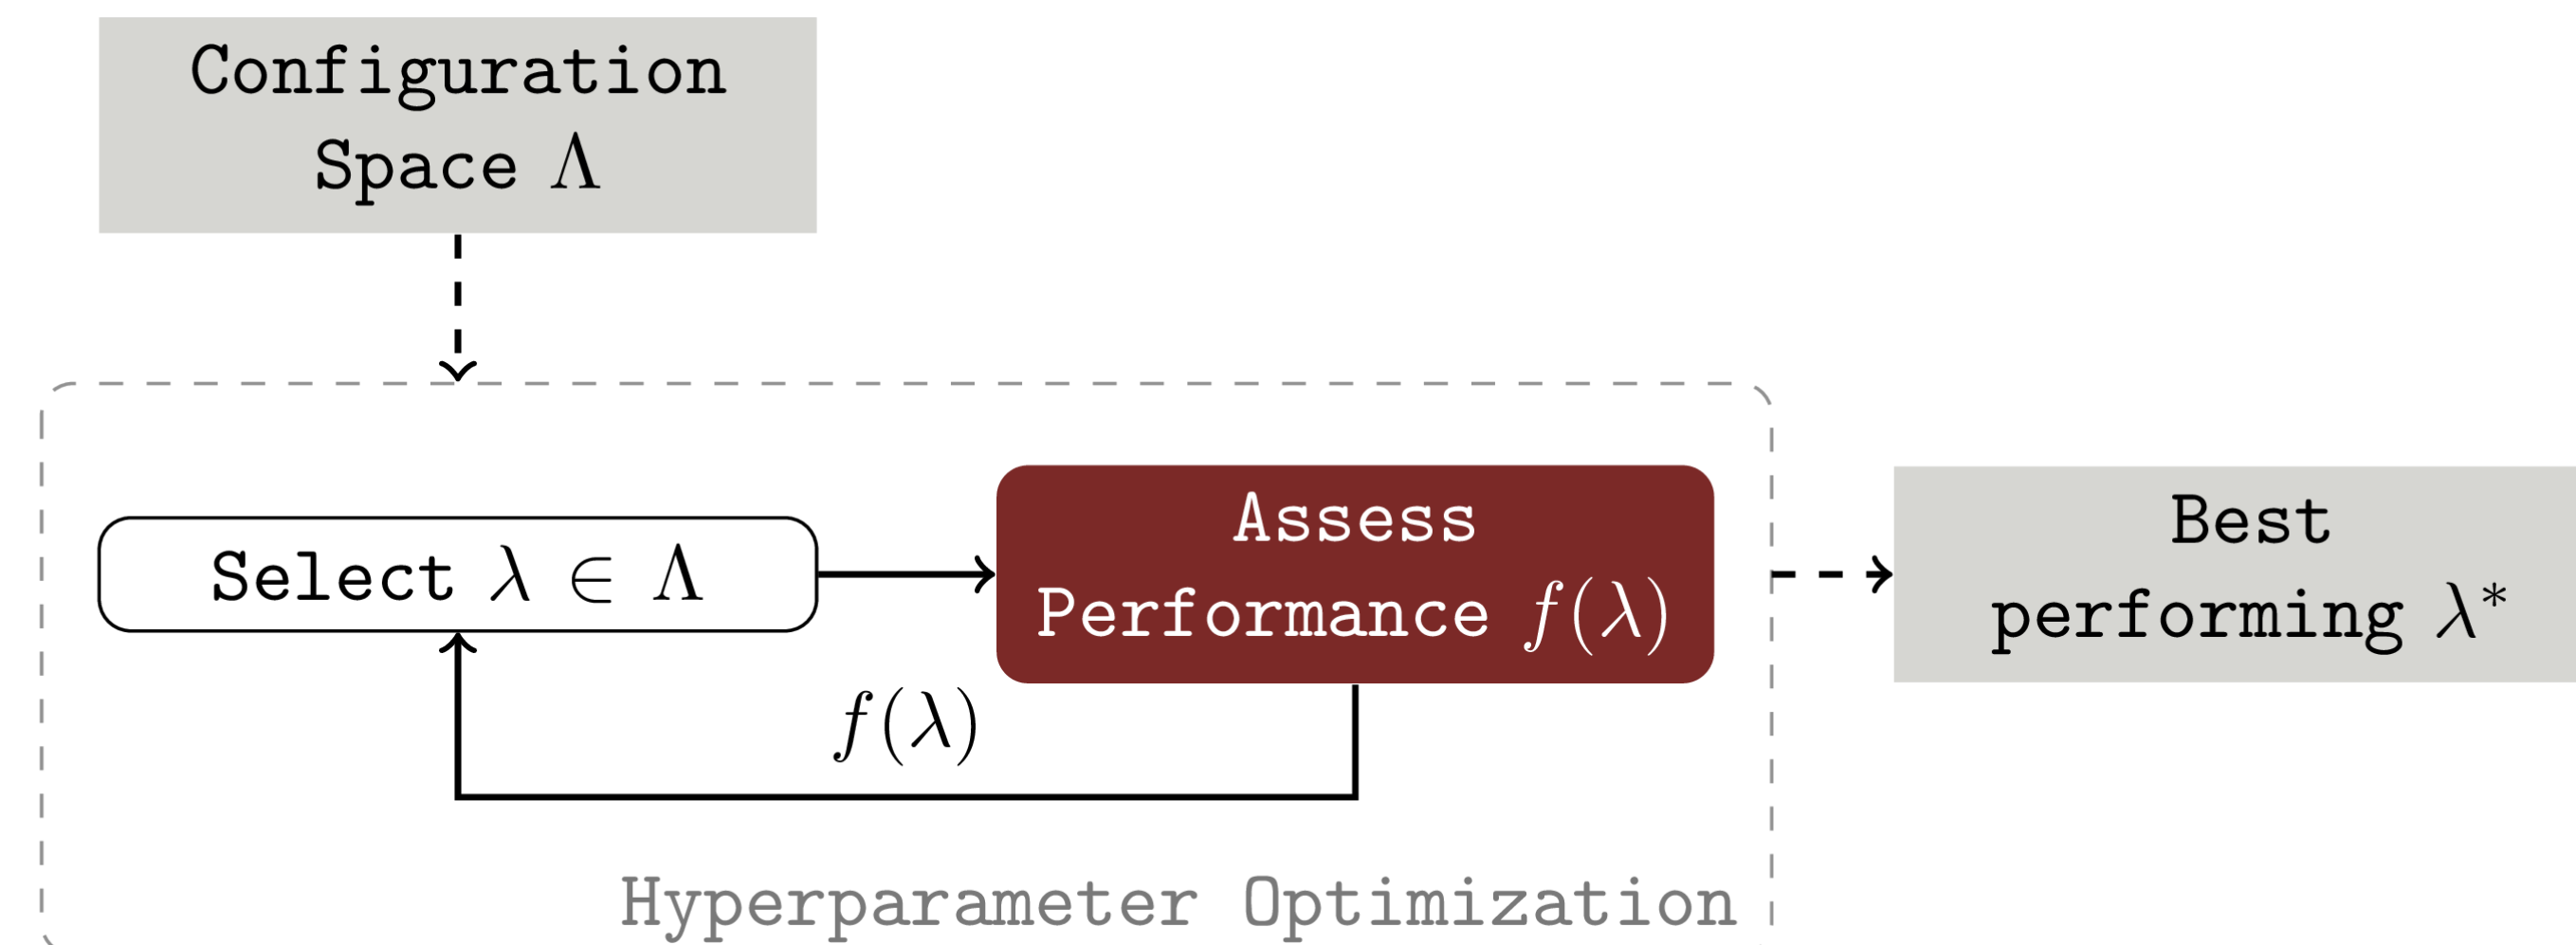 Configuration
Space Λ
Select λ ∈ Λ
Assess
Performance f(λ)
f(λ)
Best
performing λ*
Hyperparameter Optimization